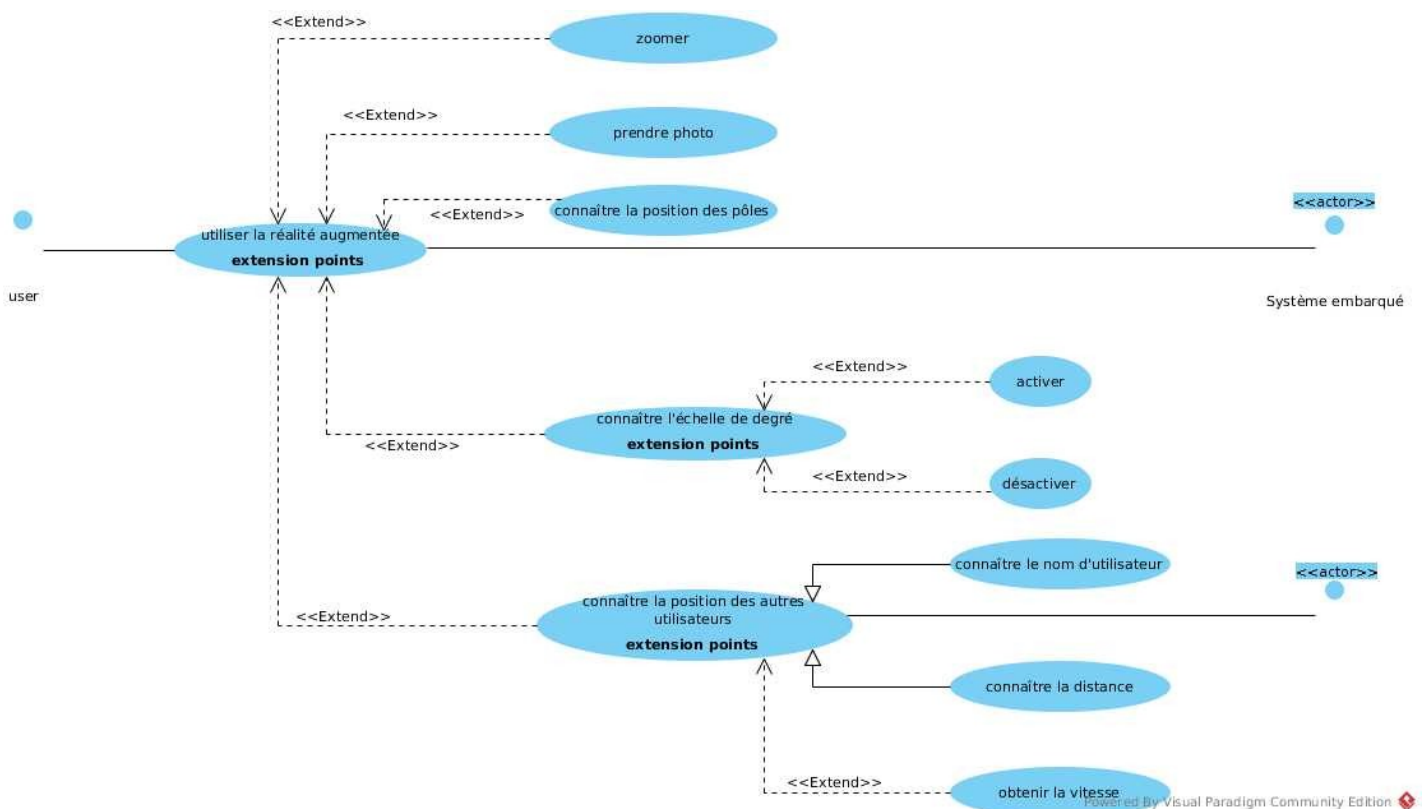 <<Extend>>
zoomer
<<Extend>>
prendre photo
<<Extend>>
connaître la position des pôles
<<actor>>
utiliser la réalité augmentée
extension points
user
Système embarqué
<<Extend>>
activer
connaître l'échelle de degré
extension points
<<Extend>>
<<Extend>>
désactiver
connaître le nom d'utilisateur
<<actor>>
connaître la position des autres
utilisateurs
extension points
<<Extend>>
connaître la distance
<<Extend>>
obtenir la vitesse
Powered By Visual Paradigm Community Edition